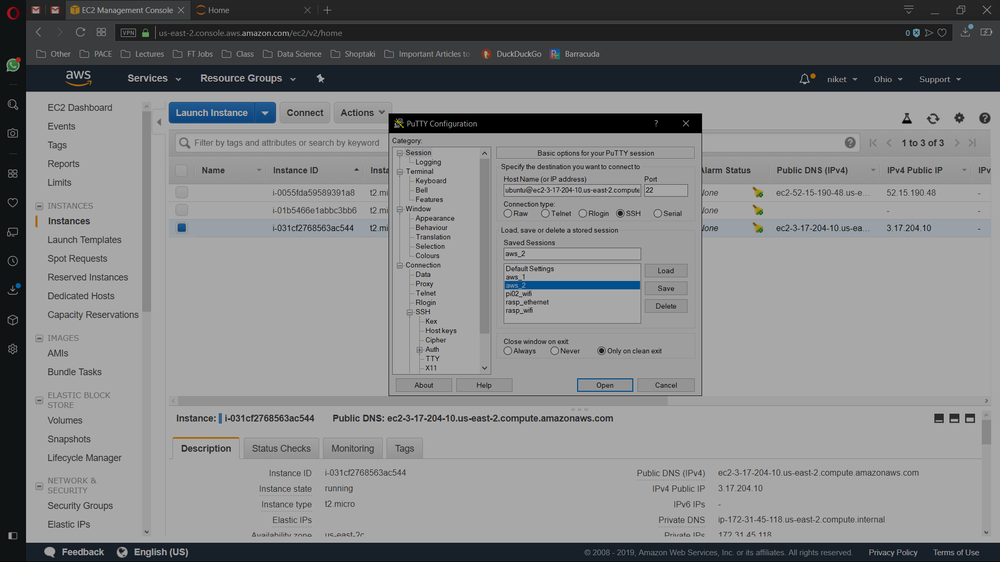 EC2 Management Console
Home
VPN
us-east-2.console.aws.amazon.com/ec2/v2/home
0
Other
PACE
Lectures
FT Jobs
Class
Data Science
Shoptaki
Important Articles to
DuckDuckGo
Barracuda
aws
Services
Resource Groups
niket
Ohio
Support
EC2 Dashboard
Events
Tags
Reports
Limits
INSTANCES
Instances
Launch Templates
Spot Requests
Reserved Instances
Dedicated Hosts
Capacity Reservations
IMAGES
AMIs
Bundle Tasks
ELASTIC BLOCK
STORE
Volumes
Snapshots
Lifecycle Manager
NETWORK &
SECURITY
Security Groups
Elastic IPs
Launch Instance
Connect
Actions
Filter by tags and attributes or search by keyword
1 to 3 of 3
Name
Instance ID
Insta
Alarm Status
Public DNS (IPv4)
IPv4 Public IP
IPv
i-0055fda59589391a8
t2.mi
None
ec2-52-15-190-48.us-e...
52.15.190.48
-
i-01b5466e1abbc3bb6
t2.mi
None
-
-
i-031cf2768563ac544
t2.mi
None
ec2-3-17-204-10.us-ea...
3.17.204.10
-
PuTTY Configuration
?
Category:
Session
Logging
Terminal
Keyboard
Bell
Features
Window
Appearance
Behaviour
Translation
Selection
Colours
Connection
Data
Proxy
Telnet
Rlogin
SSH
Kex
Host keys
Cipher
Auth
TTY
X11
Basic options for your PuTTY session
Specify the destination you want to connect to
Host Name (or IP address)
Port
ubuntu@ec2-3-17-204-10.us-east-2.compute
22
Connection type:
Raw
Telnet
Rlogin
SSH
Serial
Load, save or delete a stored session
Saved Sessions
aws_2
Default Settings
aws_1
aws_2
pi02_wifi
rasp_ethernet
rasp_wifi
Load
Save
Delete
Close window on exit:
Always
Never
Only on clean exit
About
Help
Open
Cancel
Instance: i-031cf2768563ac544
Public DNS: ec2-3-17-204-10.us-east-2.compute.amazonaws.com
Description
Status Checks
Monitoring
Tags
Instance ID
i-031cf2768563ac544
Instance state
running
Instance type
t2.micro
Elastic IPs
Availability zone
us-east-2c
Public DNS (IPv4)
ec2-3-17-204-10.us-east-2.compute.amazonaws.com
IPv4 Public IP
3.17.204.10
IPv6 IPs
-
Private DNS
ip-172-31-45-118.us-east-2.compute.internal
Private IPs
172.31.45.118
Feedback
English (US)
© 2008 - 2019, Amazon Web Services, Inc. or its affiliates. All rights reserved.
Privacy Policy
Terms of Use